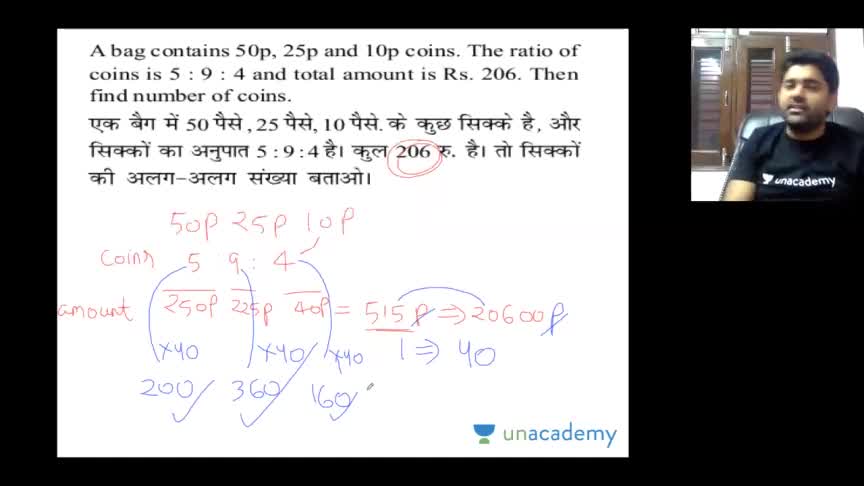 A bag contains 50p, 25p and 10p coins. The ratio of
coins is 5 : 9 : 4 and total amount is Rs. 206. Then
find number of coins.
एक बैग में 50 पैसे , 25 पैसे, 10 पैसे. के कुछ सिक्के है , और
सिक्कों का अनुपात 5 : 9 : 4 है। कुल 206 रु. है। तो सिक्कों
की अलग-अलग संख्या बताओ।
50p 25p 10p
coins 5 9 : 4
amount 250p 225p 40p = 515p ⇒ 20600p
×40 ×40 ×40 1 ⇒ 40
200 360 160
unacademy
unacademy